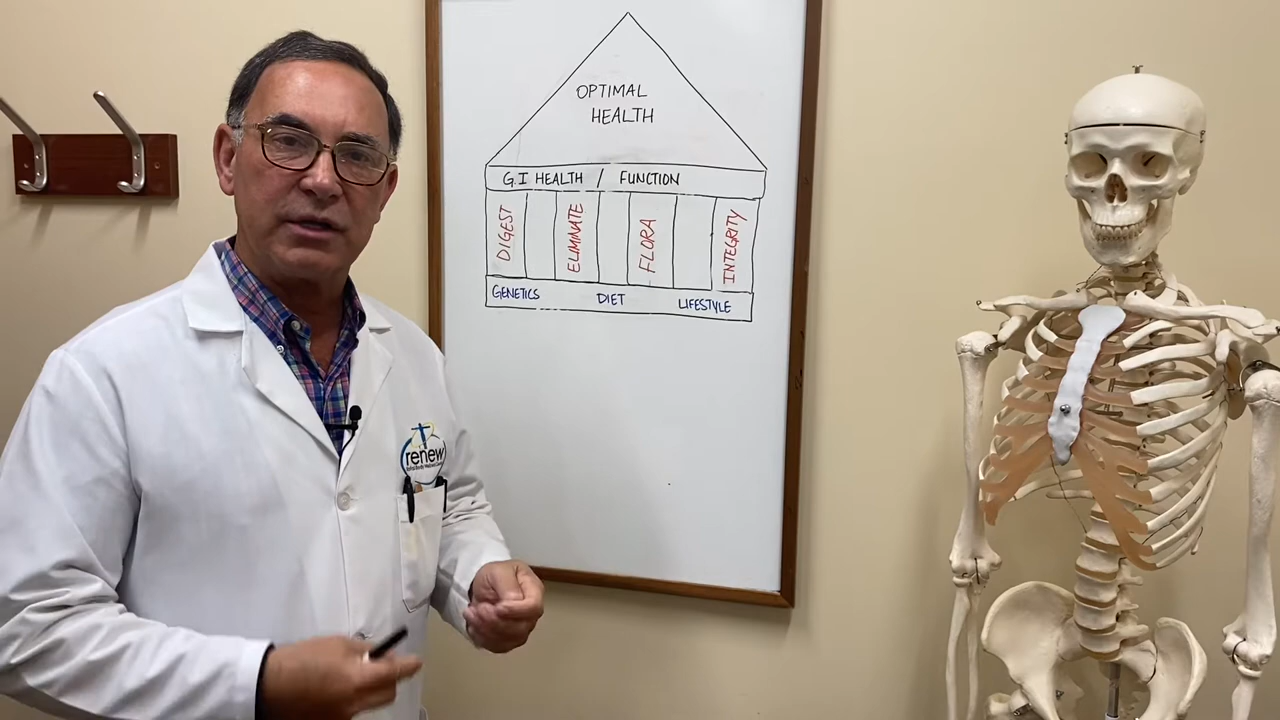 OPTIMAL
HEALTH
G.I HEALTH / FUNCTION
DIGEST
ELIMINATE
FLORA
INTEGRITY
GENETICS DIET LIFESTYLE
renew